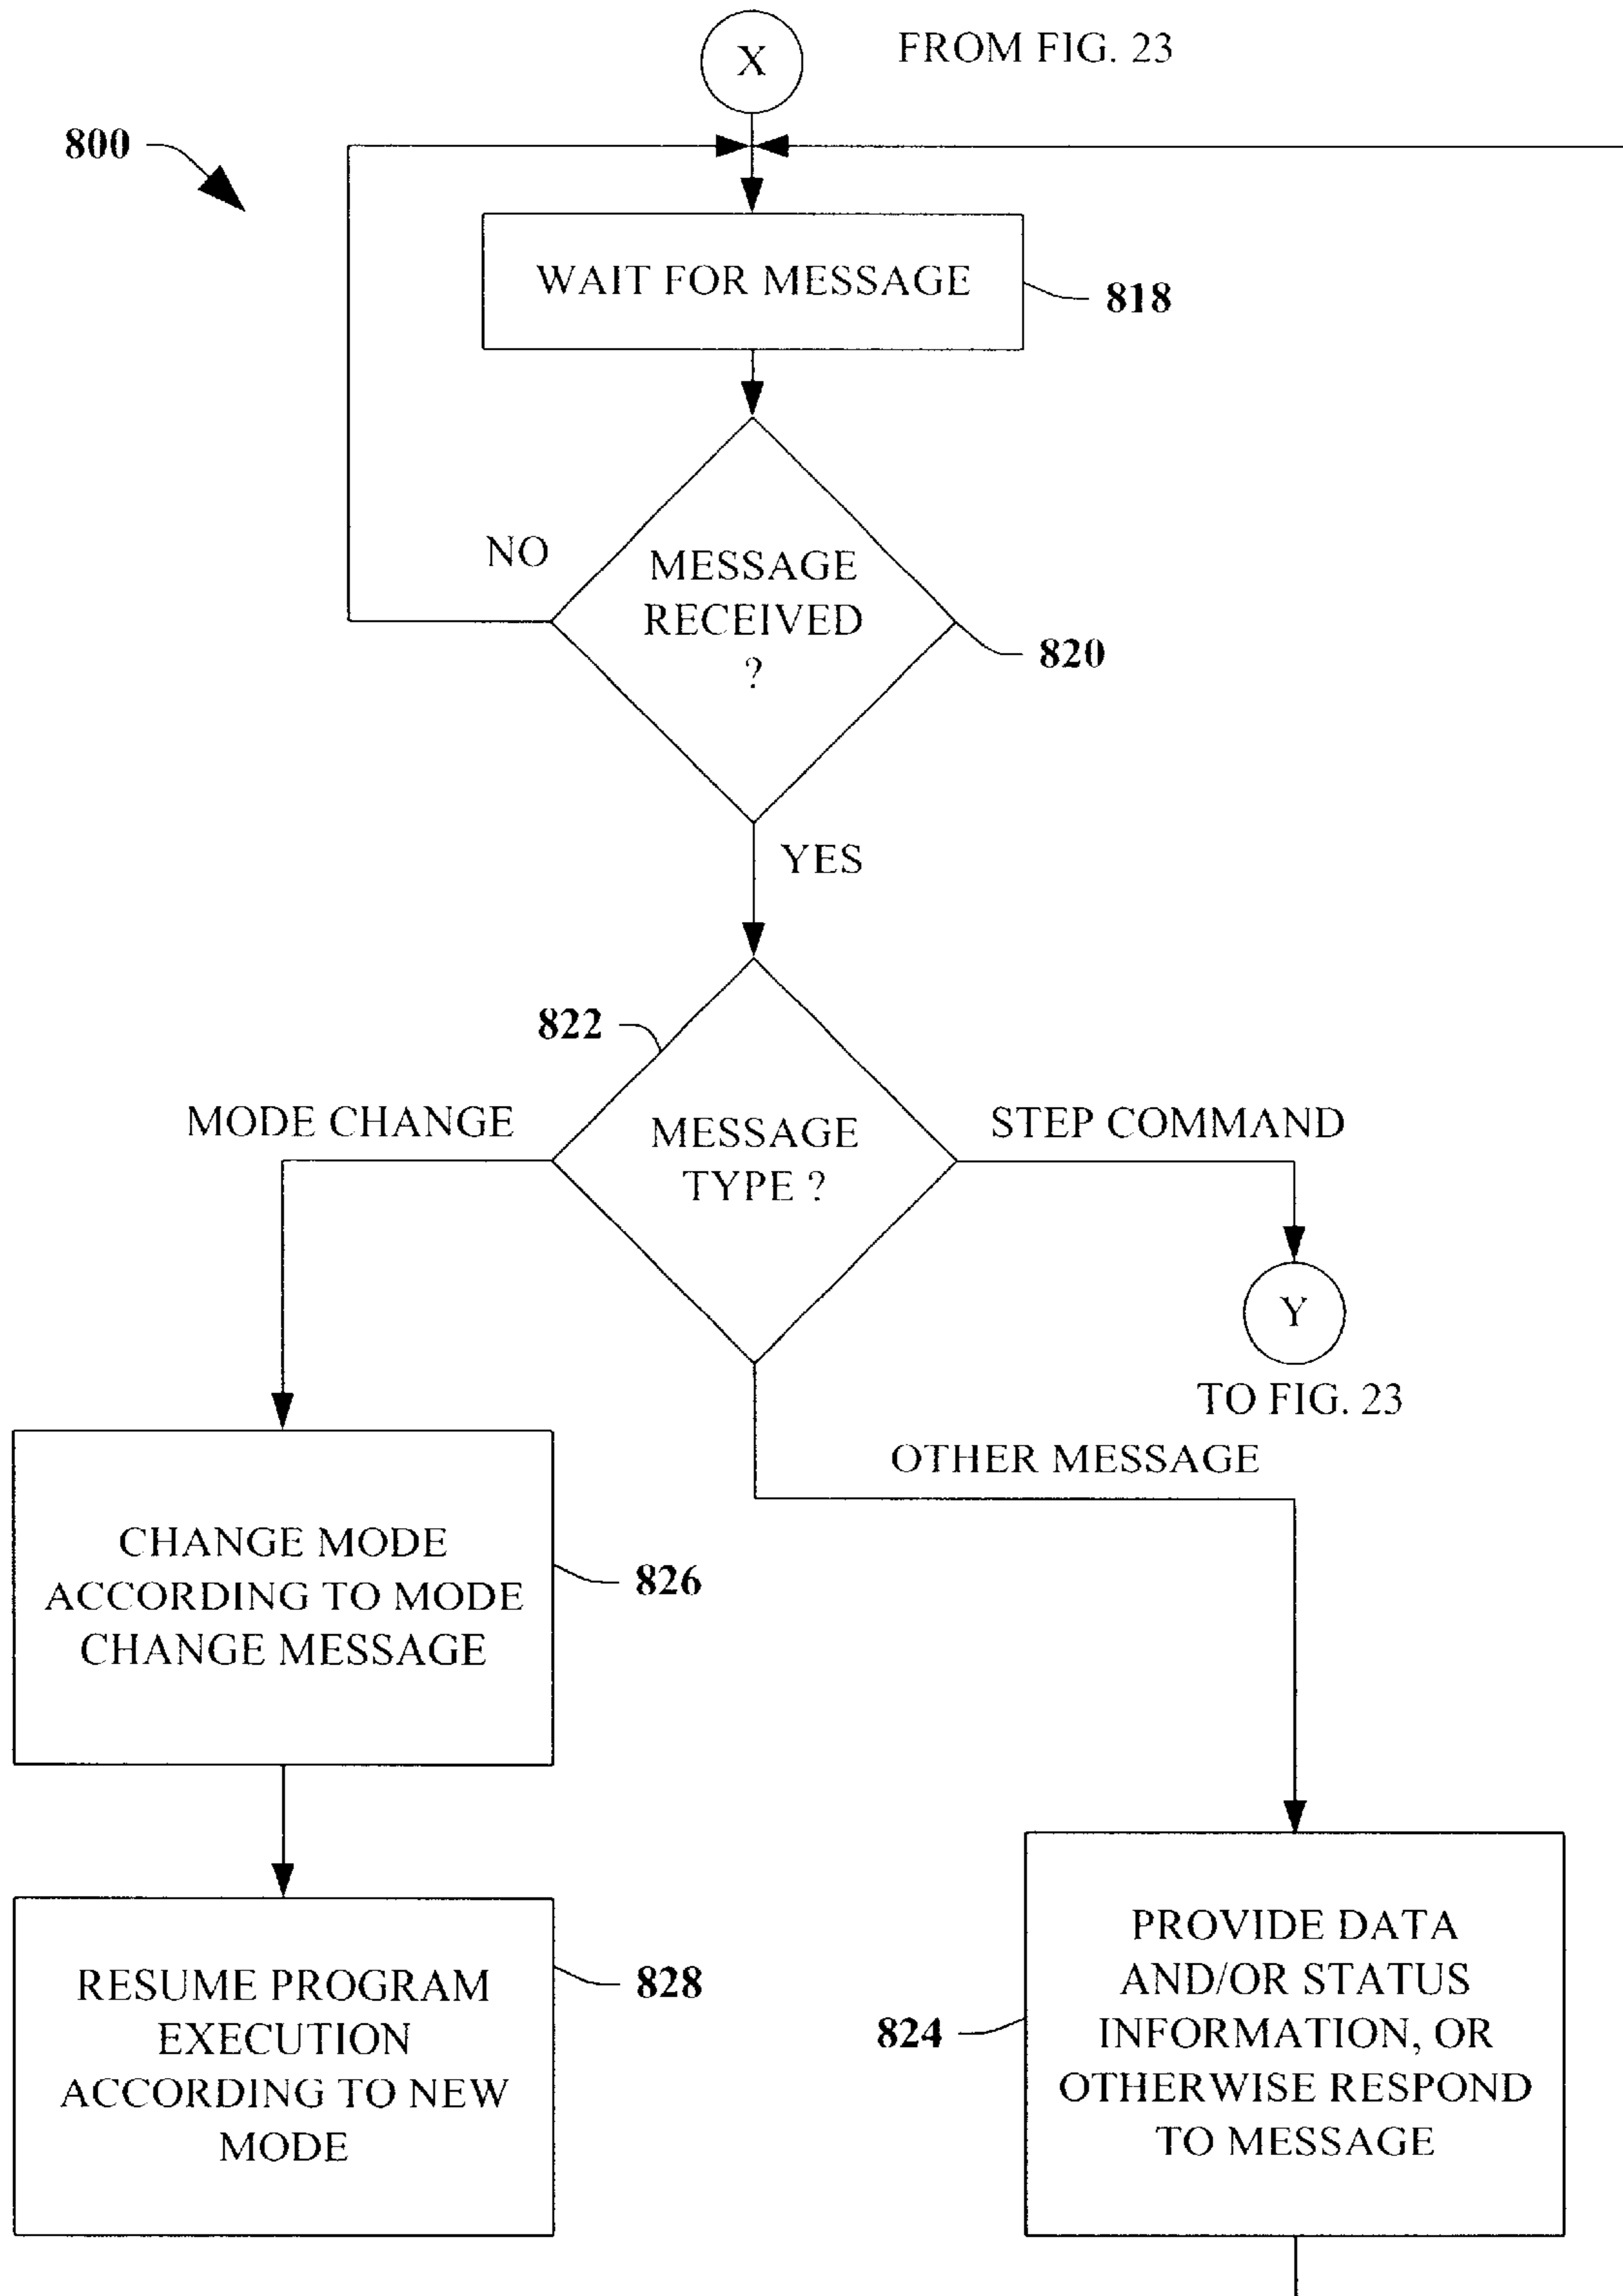 X
FROM FIG. 23
800
WAIT FOR MESSAGE
818
NO
MESSAGE
RECEIVED
?
820
YES
822
MODE CHANGE
MESSAGE
TYPE ?
STEP COMMAND
Y
TO FIG. 23
OTHER MESSAGE
CHANGE MODE
ACCORDING TO MODE
CHANGE MESSAGE
826
RESUME PROGRAM
EXECUTION
ACCORDING TO NEW
MODE
828
824
PROVIDE DATA
AND/OR STATUS
INFORMATION, OR
OTHERWISE RESPOND
TO MESSAGE